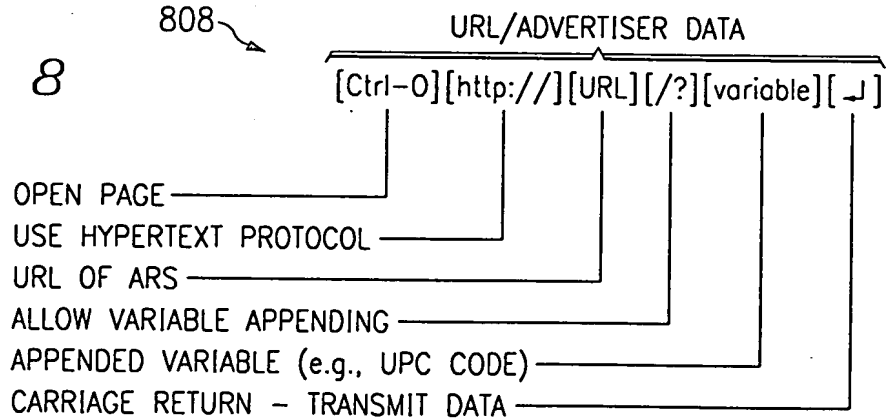 808
URL/ADVERTISER DATA
8
[Ctrl-O][http://][URL][/?][variable][↵]
OPEN PAGE
USE HYPERTEXT PROTOCOL
URL OF ARS
ALLOW VARIABLE APPENDING
APPENDED VARIABLE (e.g., UPC CODE)
CARRIAGE RETURN - TRANSMIT DATA